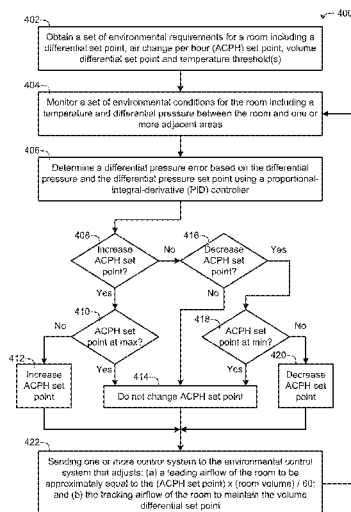 400
402
Obtain a set of environmental requirements for a room including a
differential set point, air change per hour (ACPH) set point, volume
differential set point and temperature threshold(s)
404
Monitor a set of environmental conditions for the room including a
temperature and differential pressure between the room and one or
more adjacent areas
406
Determine a differential pressure error based on the differential
pressure and the differential pressure set point using a proportional-
integral-derivative (PID) controller
408
Increase
ACPH set
point?
No
416
Decrease
ACPH set
point?
Yes
Yes
No
410
ACPH set
point at max?
No
Yes
418
ACPH set
point at min?
No
Yes
412
Increase
ACPH set
point
414
Do not change ACPH set point
420
Decrease
ACPH set
point
422
Sending one or more control system to the environmental control
system that adjusts: (a) a leading airflow of the room to be
approximately equal to the (ACPH set point) x (room volume) / 60;
and (b) the tracking airflow of the room to maintain the volume
differential set point